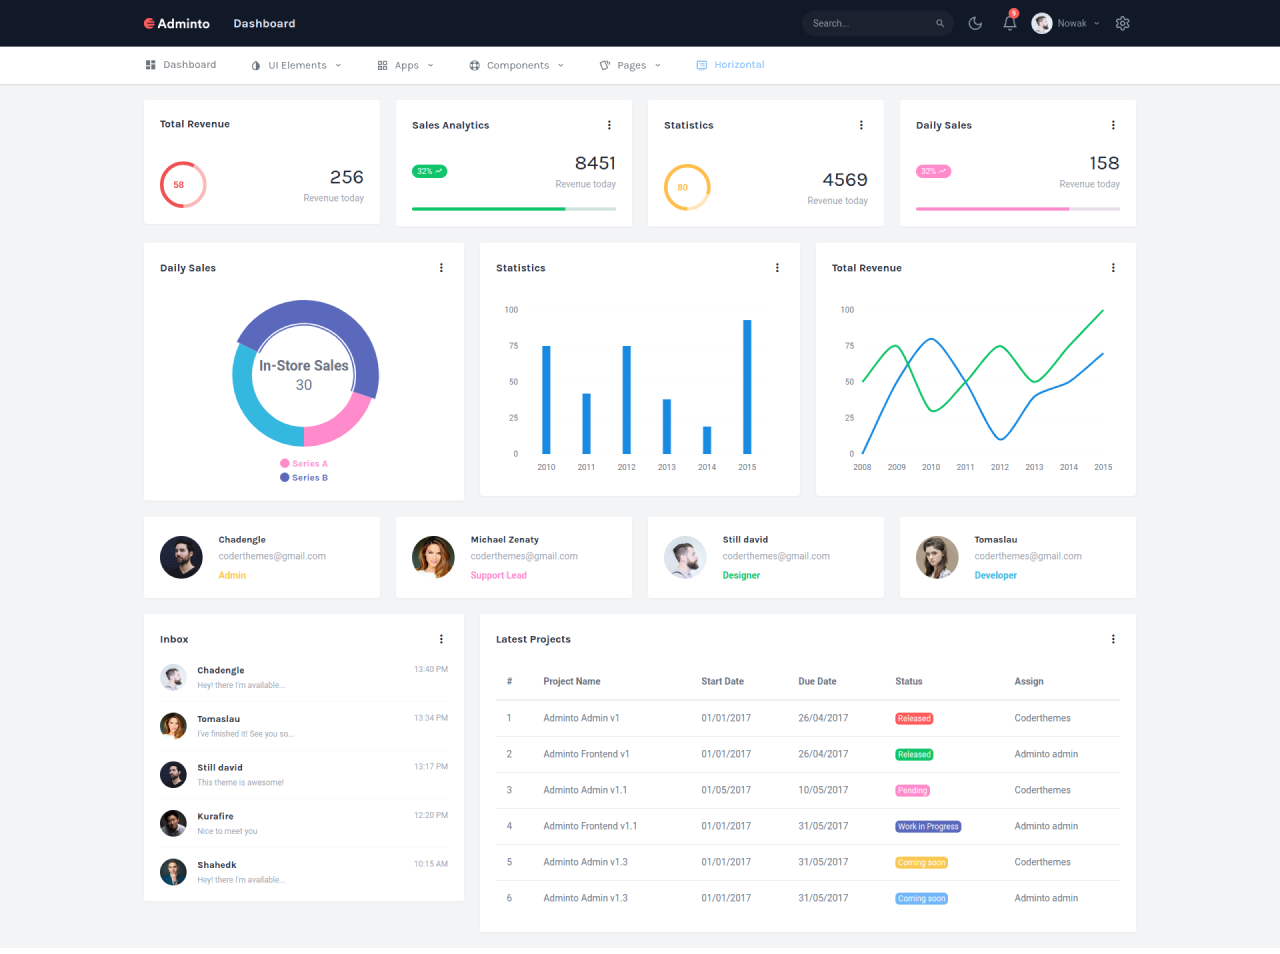 Adminto
Dashboard
Search...
9
Nowak
Dashboard
UI Elements
Apps
Components
Pages
Horizontal
Total Revenue
58
256
Revenue today
Sales Analytics
32%
8451
Revenue today
Statistics
80
4569
Revenue today
Daily Sales
32%
158
Revenue today
Daily Sales
In-Store Sales
30
Series A
Series B
Statistics
100
75
50
25
0
2010 2011 2012 2013 2014 2015
Total Revenue
100
75
50
25
0
2008 2009 2010 2011 2012 2013 2014 2015
Chadengle
coderthemes@gmail.com
Admin
Michael Zenaty
coderthemes@gmail.com
Support Lead
Still david
coderthemes@gmail.com
Designer
Tomaslau
coderthemes@gmail.com
Developer
Inbox
Chadengle 13:40 PM
Hey! there I'm available...
Tomaslau 13:34 PM
I've finished it! See you so...
Still david 13:17 PM
This theme is awesome!
Kurafire 12:20 PM
Nice to meet you
Shahedk 10:15 AM
Hey! there I'm available...
Latest Projects
# Project Name Start Date Due Date Status Assign
1 Adminto Admin v1 01/01/2017 26/04/2017 Released Coderthemes
2 Adminto Frontend v1 01/01/2017 26/04/2017 Released Adminto admin
3 Adminto Admin v1.1 01/05/2017 10/05/2017 Pending Coderthemes
4 Adminto Frontend v1.1 01/01/2017 31/05/2017 Work in Progress Adminto admin
5 Adminto Admin v1.3 01/01/2017 31/05/2017 Coming soon Coderthemes
6 Adminto Admin v1.3 01/01/2017 31/05/2017 Coming soon Adminto admin